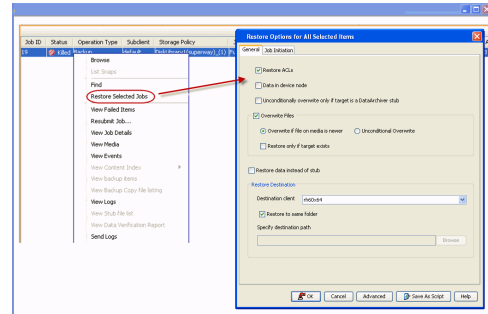 Job ID Status Operation Type Subclient Storage Policy
19 Killed Backup default
Browse
List Snaps
Find
Restore Selected Jobs
View Failed Items
Resubmit Job...
View Job Details
View Media
View Events
View Content Index
View backup items
View Backup Copy file listing
View Logs
View Stub file list
View Data Verification Report
Send Logs
Restore Options for All Selected Items
General Job Initiation
Restore ACLs
Data in device node
Unconditionally overwrite only if target is a DataArchiver stub
Overwrite Files
Overwrite if file on media is newer Unconditional Overwrite
Restore only if target exists
Restore data instead of stub
Restore Destination
Destination client rh60x64
Restore to same folder
Specify destination path
Browse
OK Cancel Advanced Save As Script Help